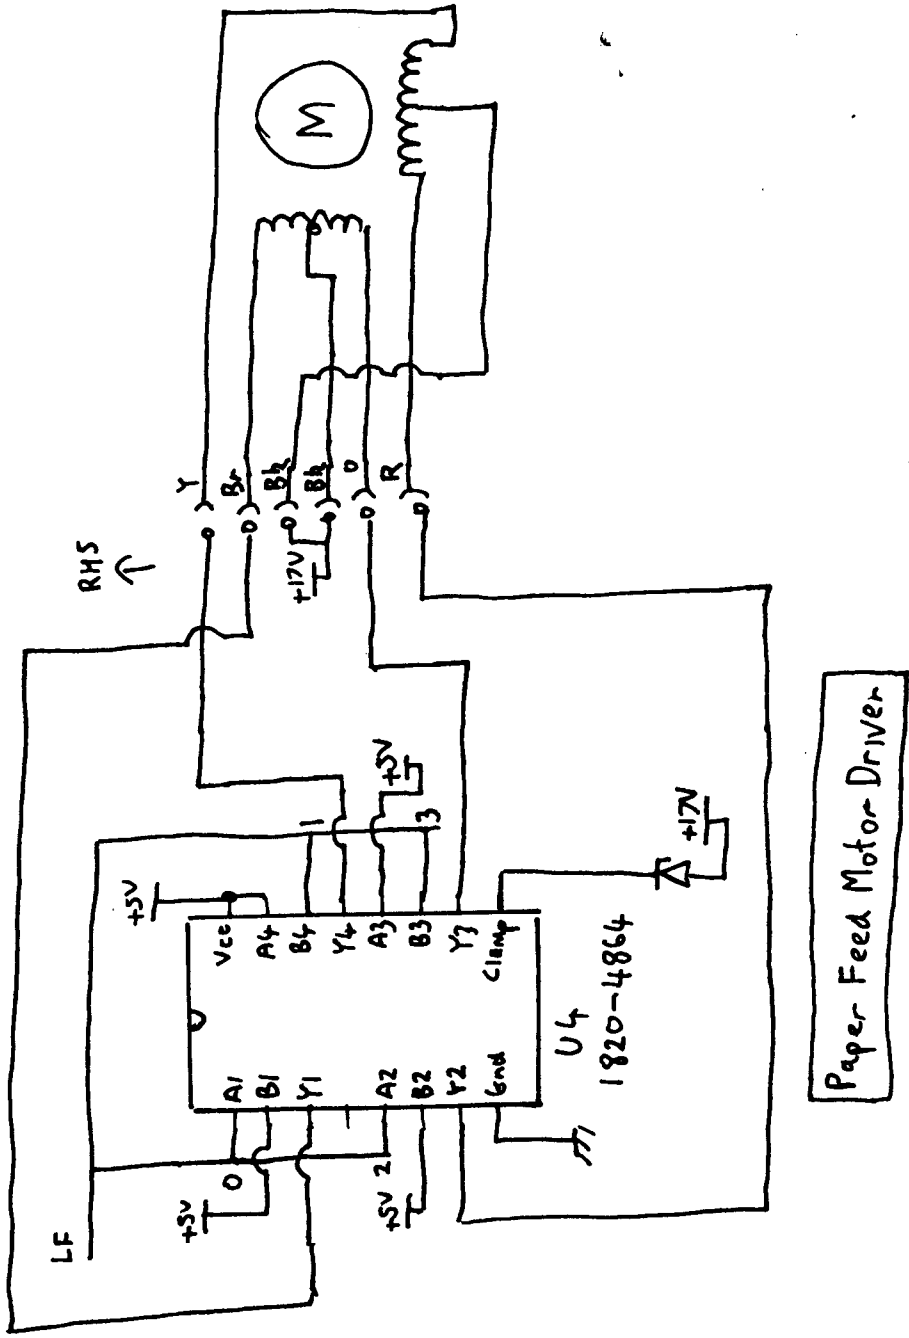 LF
RHS
+5V
Y
0
+5V
A1
Vcc
Br
B1
A4
Bk
Y1
B4
1
+17V
Bk
M
Y4
O
2
+5V
A2
A3
+5V
R
B2
B3
3
Y2
Y3
Gnd
Clamp
U4
1820-4864
+17V
Paper Feed Motor Driver